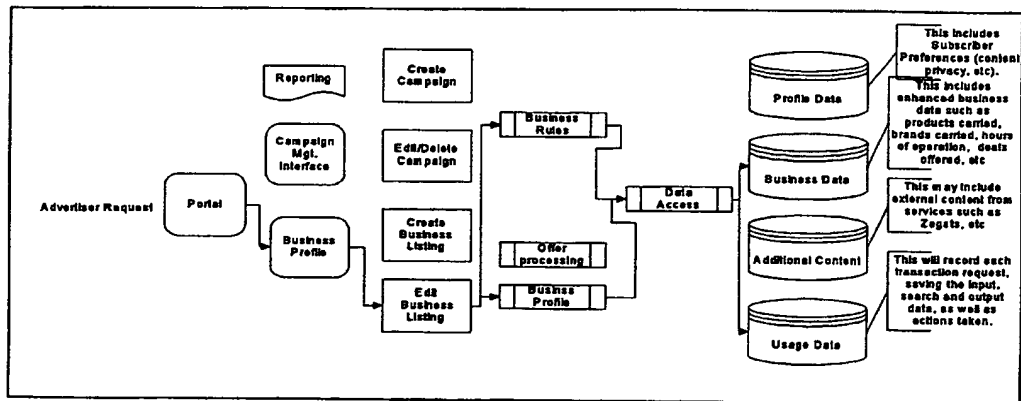 Advertiser Request
Portal
Reporting
Campaign
Mgt.
Interface
Business
Profile
Create
Campaign
Edit/Delete
Campaign
Create
Business
Listing
Edit
Business
Listing
Business
Rules
Offer
processing
Businss
Profile
Data
Access
Profile Data
Business Data
Additional Content
Usage Data
This includes
Subscriber
Preferences (content
privacy, etc).
This includes
enhanced business
data such as
products carried,
brands carried, hours
of operation, deals
offered, etc
This may include
external content from
services such as
Zegats, etc
This will record each
transaction request,
saving the input,
search and output
data, as well as
actions taken.